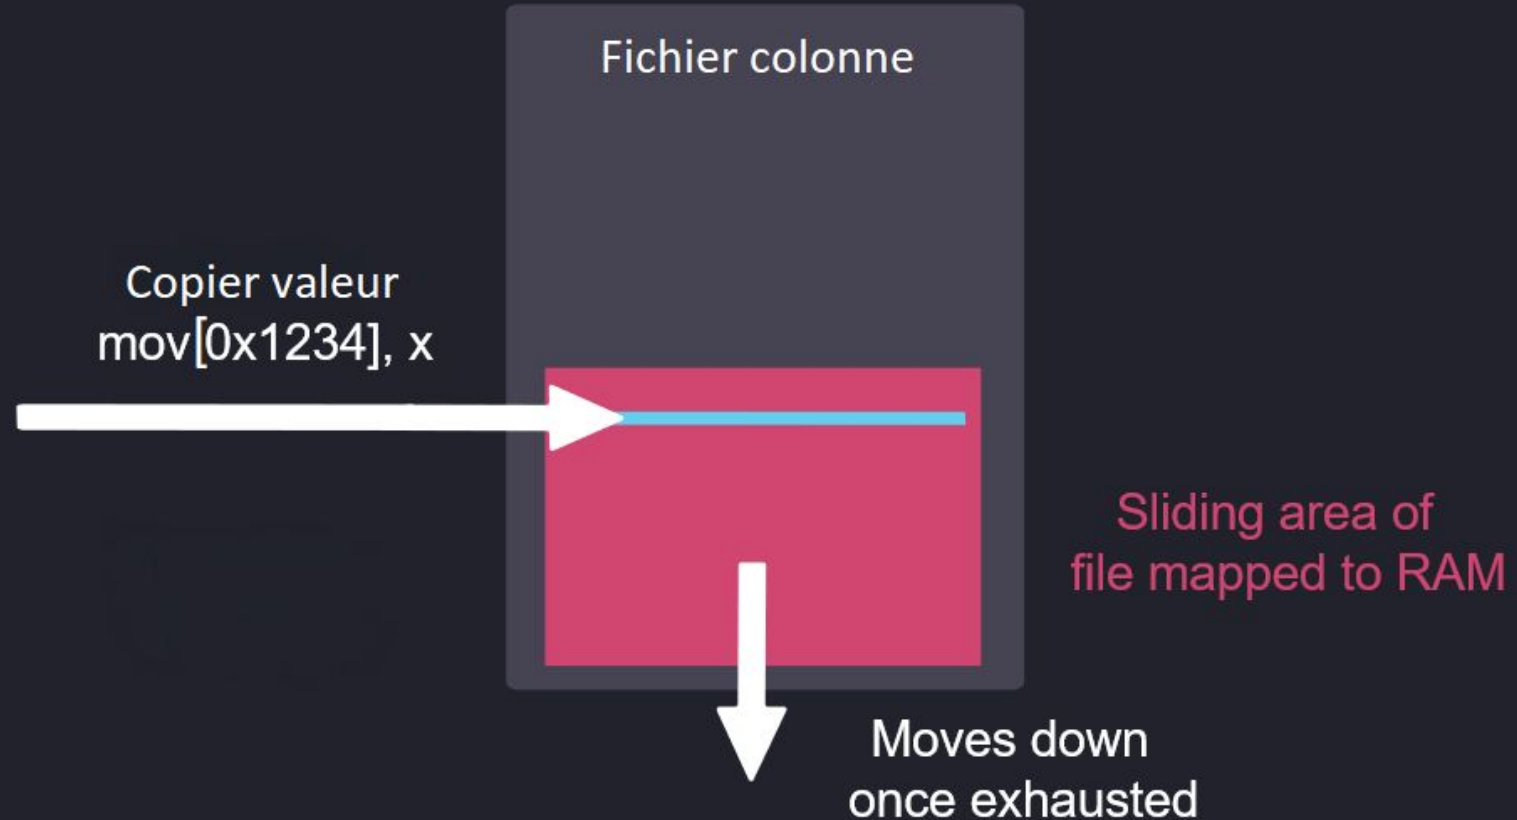 Fichier colonne
Copier valeur
mov[0x1234], x
Sliding area of
file mapped to RAM
Moves down
once exhausted